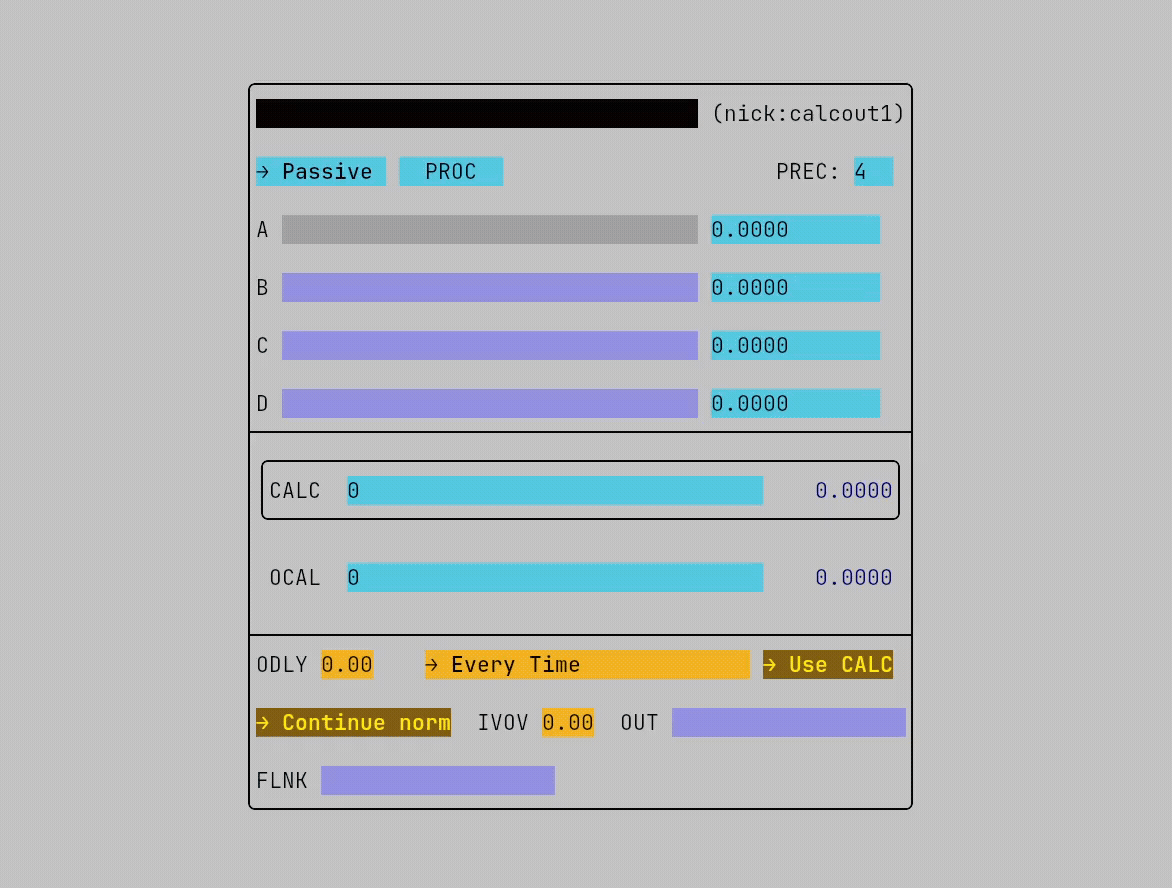 (nick:calcout1)
→ Passive PROC PREC: 4
A 0.0000
B 0.0000
C 0.0000
D 0.0000
CALC 0 0.0000
OCAL 0 0.0000
ODLY 0.00 → Every Time → Use CALC
→ Continue norm IVOV 0.00 OUT
FLNK